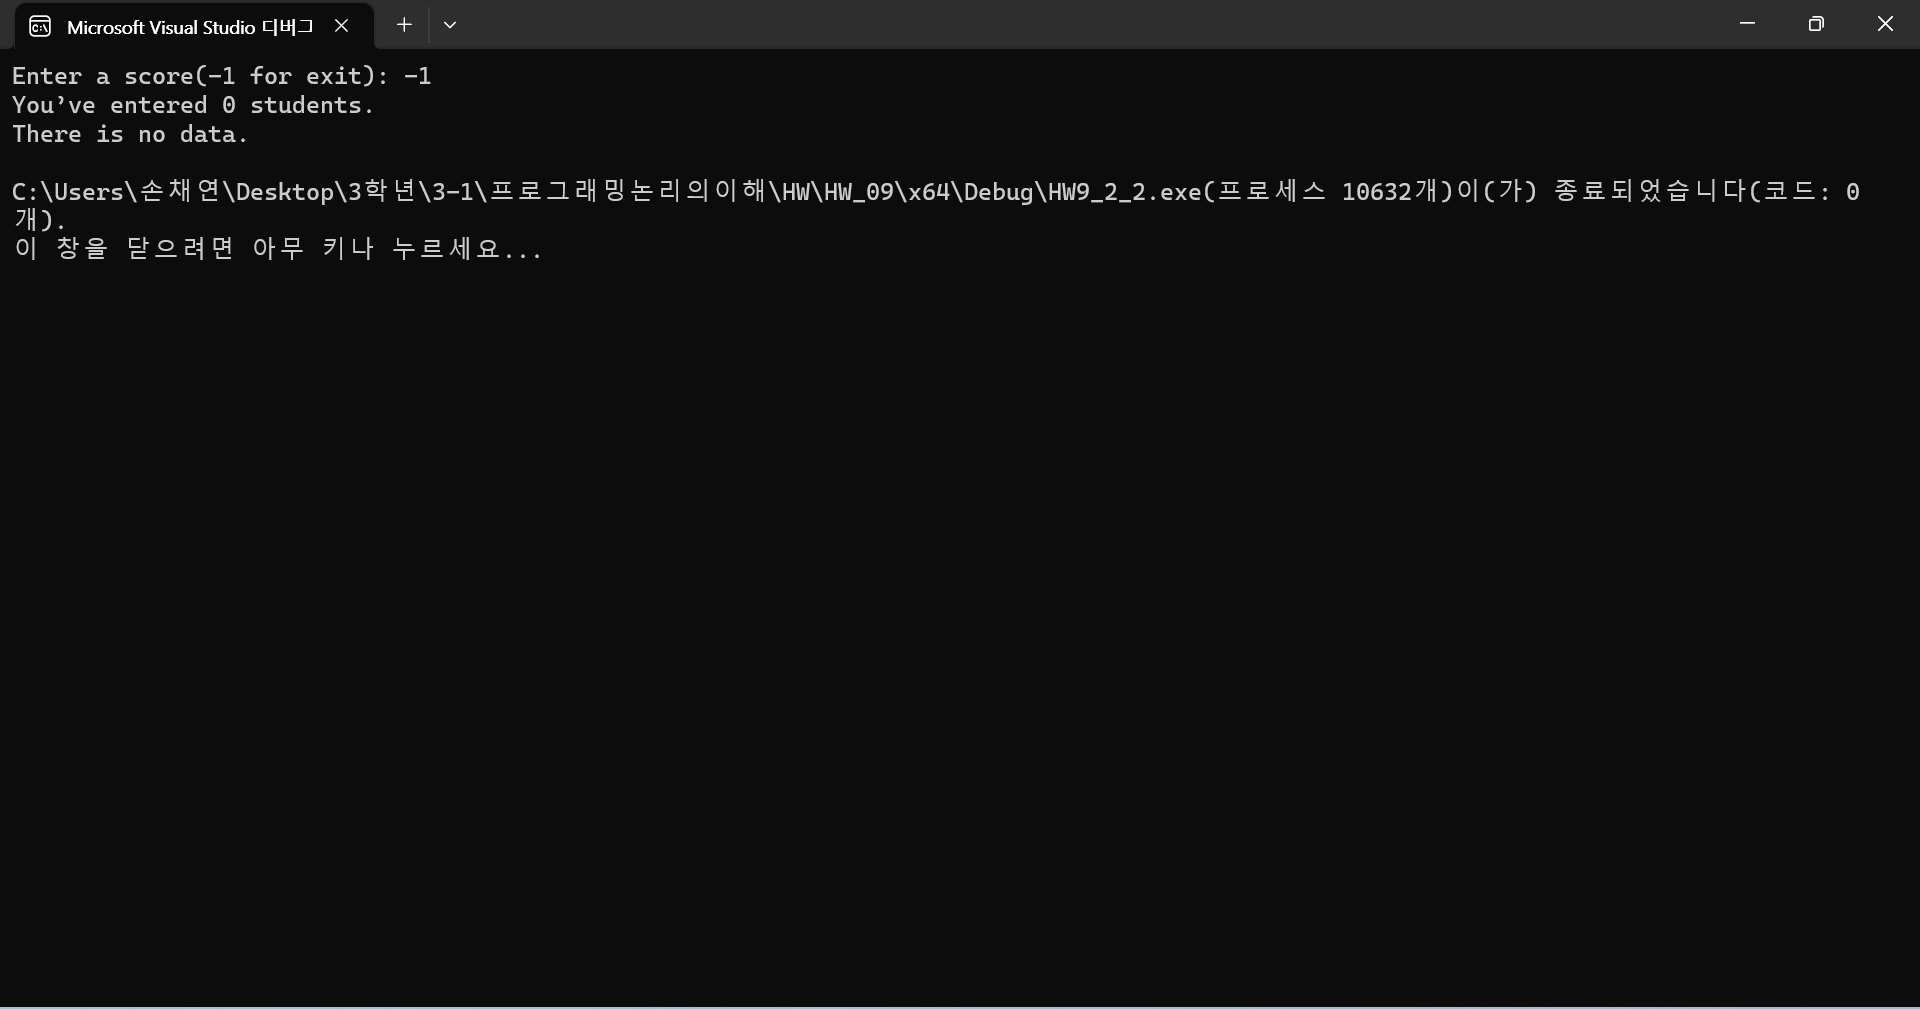 Microsoft Visual Studio 디버그
Enter a score(-1 for exit): -1
You’ve entered 0 students.
There is no data.
C:\Users\손채연\Desktop\3학년\3-1\프로그래밍논리의이해\HW\HW_09\x64\Debug\HW9_2_2.exe(프로세스 10632개)이(가) 종료되었습니다(코드: 0
개).
이 창을 닫으려면 아무 키나 누르세요...